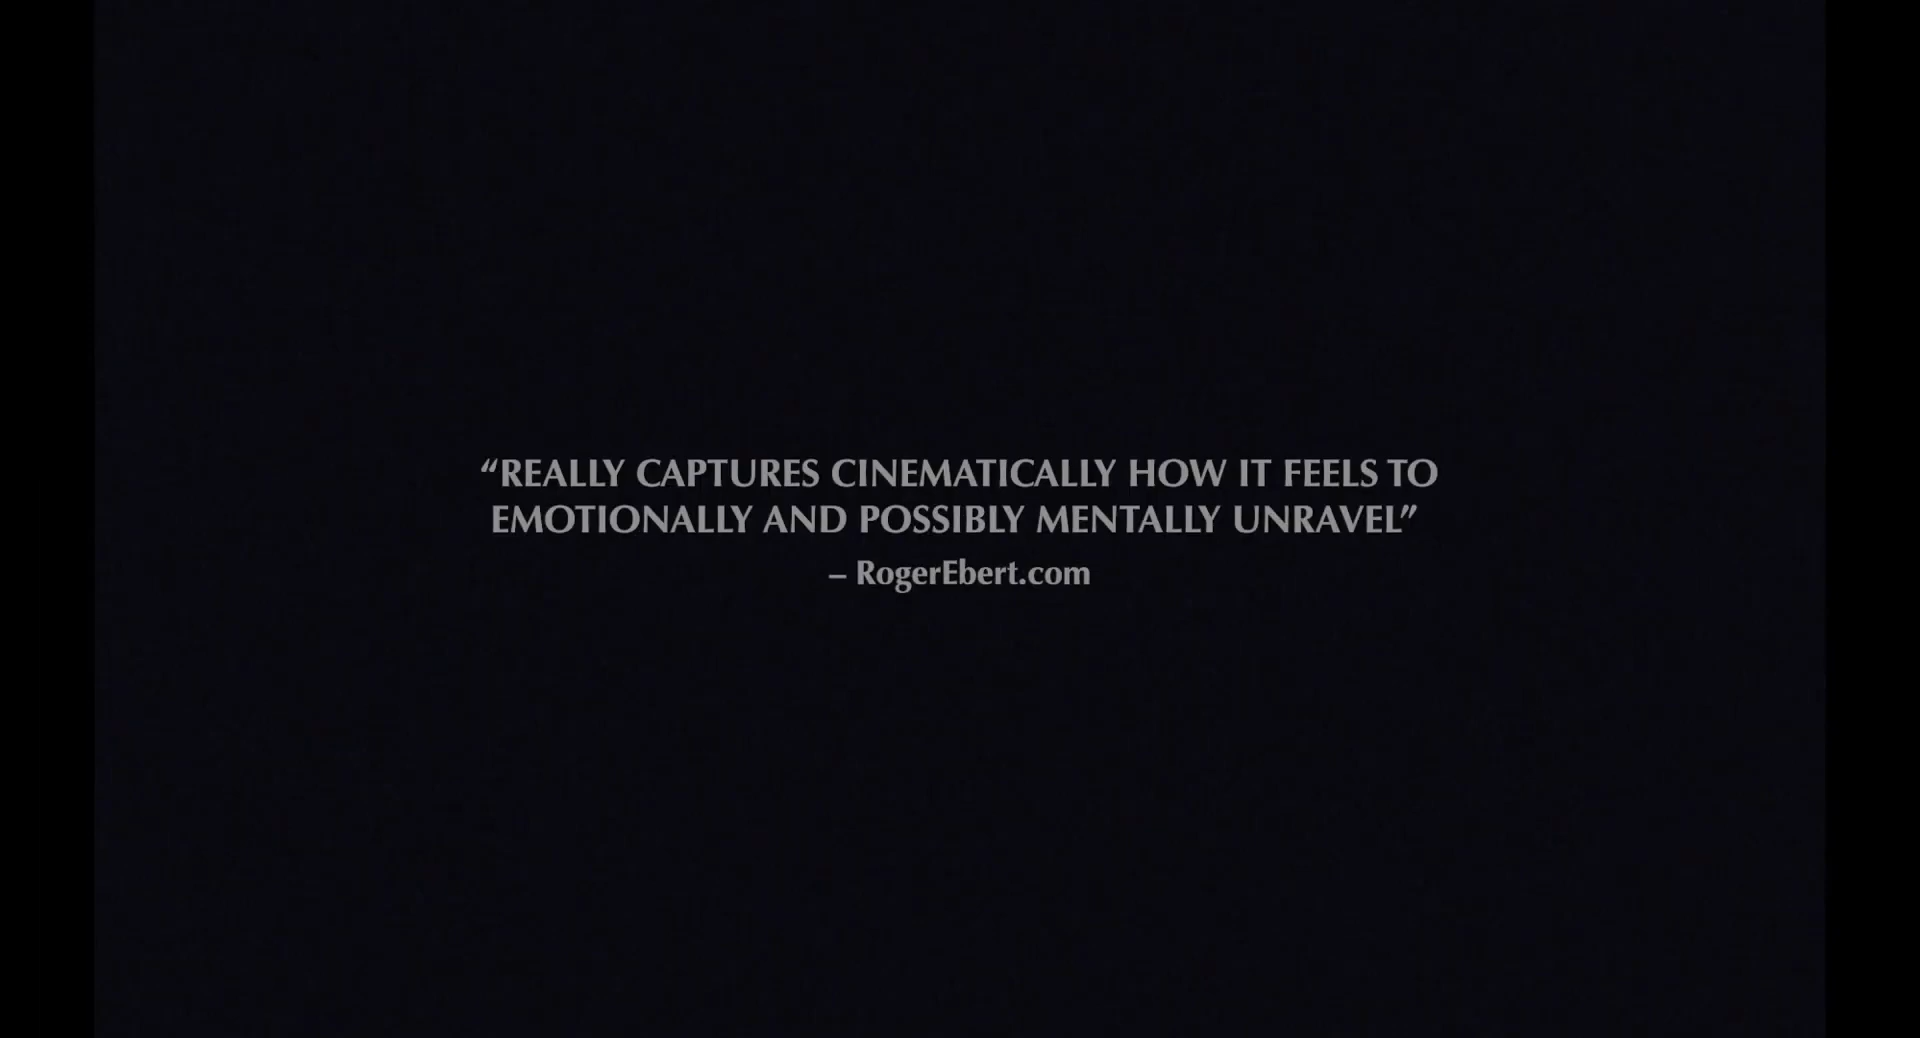 “REALLY CAPTURES CINEMATICALLY HOW IT FEELS TO
EMOTIONALLY AND POSSIBLY MENTALLY UNRAVEL”
– RogerEbert.com